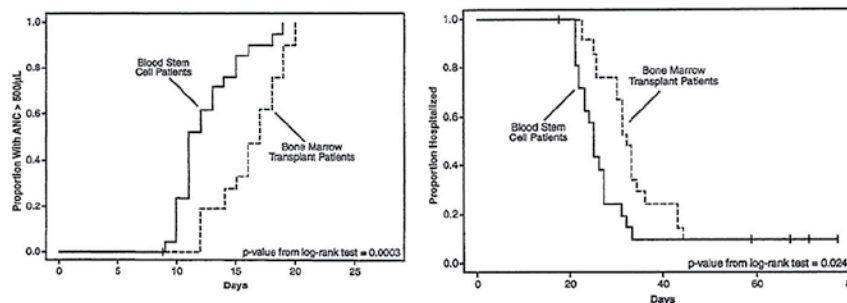 1.0
0.8
0.6
0.4
0.2
0.0
Proportion With ANC > 500/μL
Blood Stem
Cell Patients
Bone Marrow
Transplant Patients
p-value from log-rank test = 0.0003
0 5 10 15 20 25
Days
1.0
0.8
0.6
0.4
0.2
0.0
Proportion Hospitalized
Bone Marrow
Transplant Patients
Blood Stem
Cell Patients
p-value from log-rank test = 0.024
0 20 40 60
Days